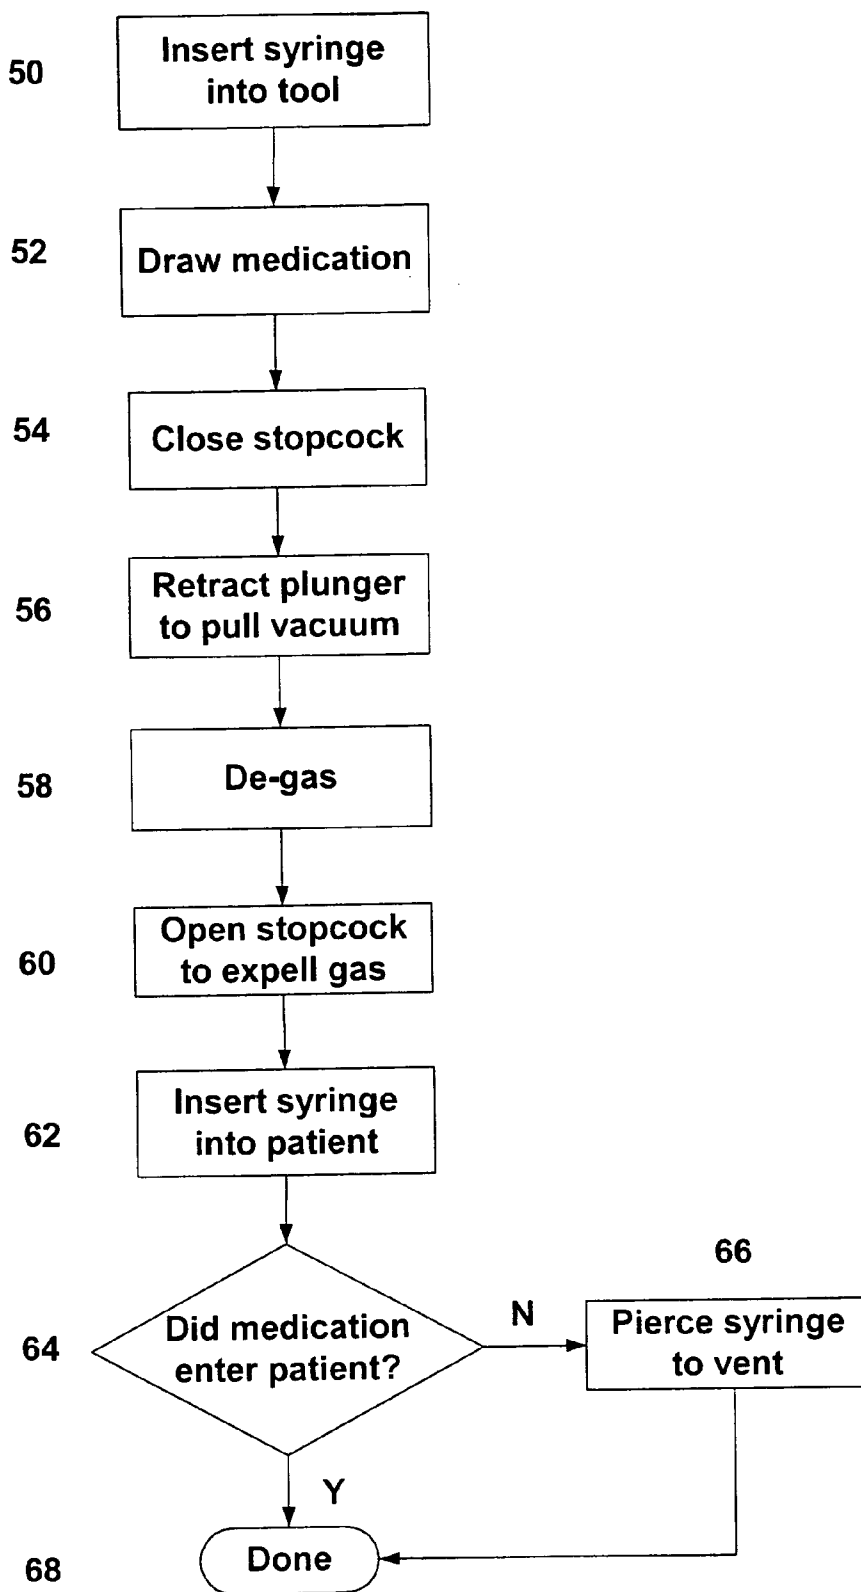 50
Insert syringe
into tool
52
Draw medication
54
Close stopcock
56
Retract plunger
to pull vacuum
58
De-gas
60
Open stopcock
to expell gas
62
Insert syringe
into patient
64
Did medication
enter patient?
N
66
Pierce syringe
to vent
Y
68
Done